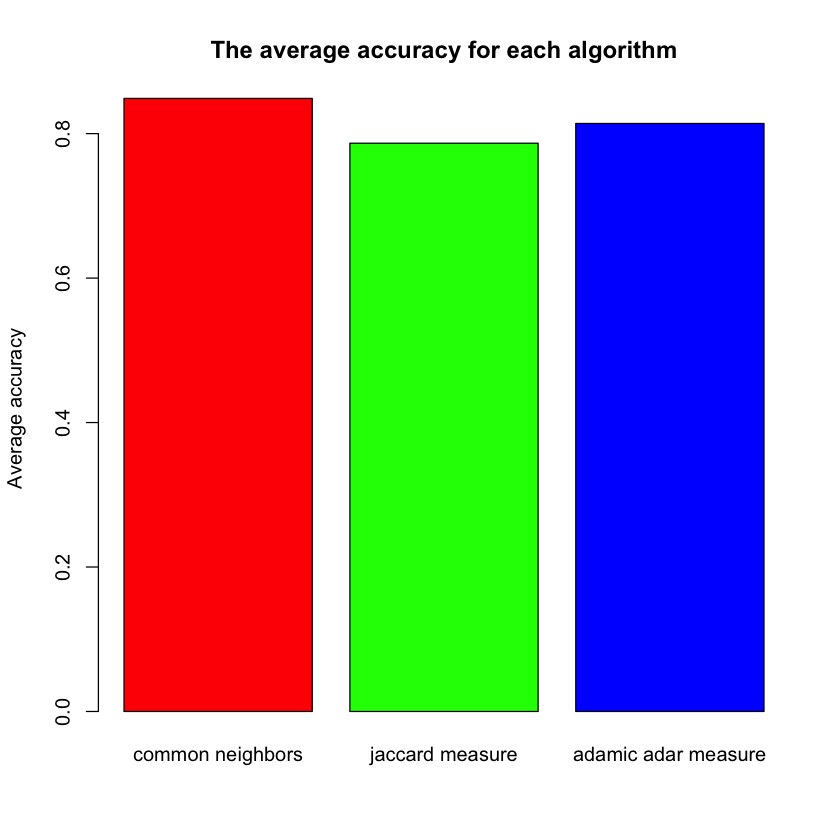 The average accuracy for each algorithm
Average accuracy
0.8
0.6
0.4
0.2
0.0
common neighbors
jaccard measure
adamic adar measure